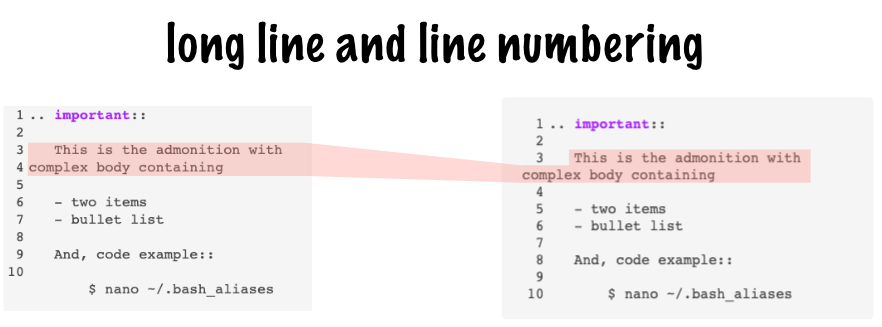 long line and line numbering
1 .. important::
2
3    This is the admonition with
4 complex body containing
5
6    - two items
7    - bullet list
8
9    And, code example::
10
         $ nano ~/.bash_aliases
1 .. important::
2
3    This is the admonition with
complex body containing
4
5    - two items
6    - bullet list
7
8    And, code example::
9
10        $ nano ~/.bash_aliases